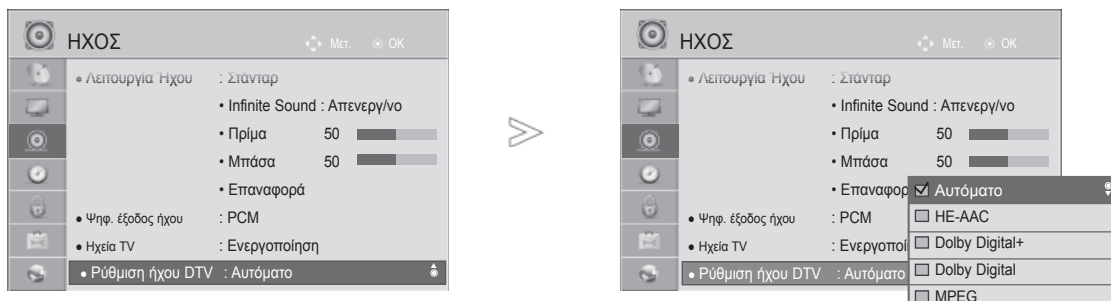 ΗΧΟΣ Μετ. OK
• Λειτουργία Ήχου : Στάνταρ
• Infinite Sound : Απενεργ/νο
• Πρίμα 50
• Μπάσα 50
• Επαναφορά
• Ψηφ. έξοδος ήχου : PCM
• Ηχεία TV : Ενεργοποίηση
• Ρύθμιση ήχου DTV : Αυτόματο
ΗΧΟΣ Μετ. OK
• Λειτουργία Ήχου : Στάνταρ
• Infinite Sound : Απενεργ/νο
• Πρίμα 50
• Μπάσα 50
• Επαναφορ
• Ψηφ. έξοδος ήχου : PCM
• Ηχεία TV : Ενεργοποί
• Ρύθμιση ήχου DTV : Αυτόματο
Αυτόματο
HE-AAC
Dolby Digital+
Dolby Digital
MPEG